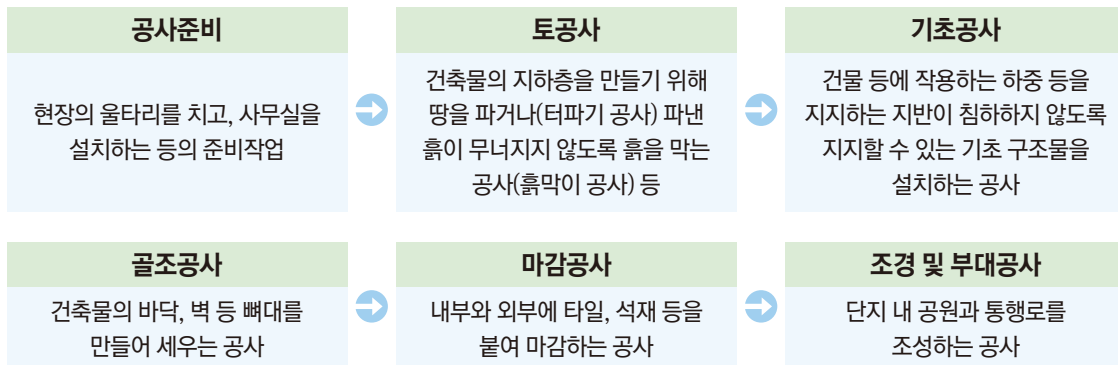 공사준비
현장의 울타리를 치고, 사무실을
설치하는 등의 준비작업
토공사
건축물의 지하층을 만들기 위해
땅을 파거나(터파기 공사) 파낸
흙이 무너지지 않도록 흙을 막는
공사(흙막이 공사) 등
기초공사
건물 등에 작용하는 하중 등을
지지하는 지반이 침하하지 않도록
지지할 수 있는 기초 구조물을
설치하는 공사
골조공사
건축물의 바닥, 벽 등 뼈대를
만들어 세우는 공사
마감공사
내부와 외부에 타일, 석재 등을
붙여 마감하는 공사
조경 및 부대공사
단지 내 공원과 통행로를
조성하는 공사